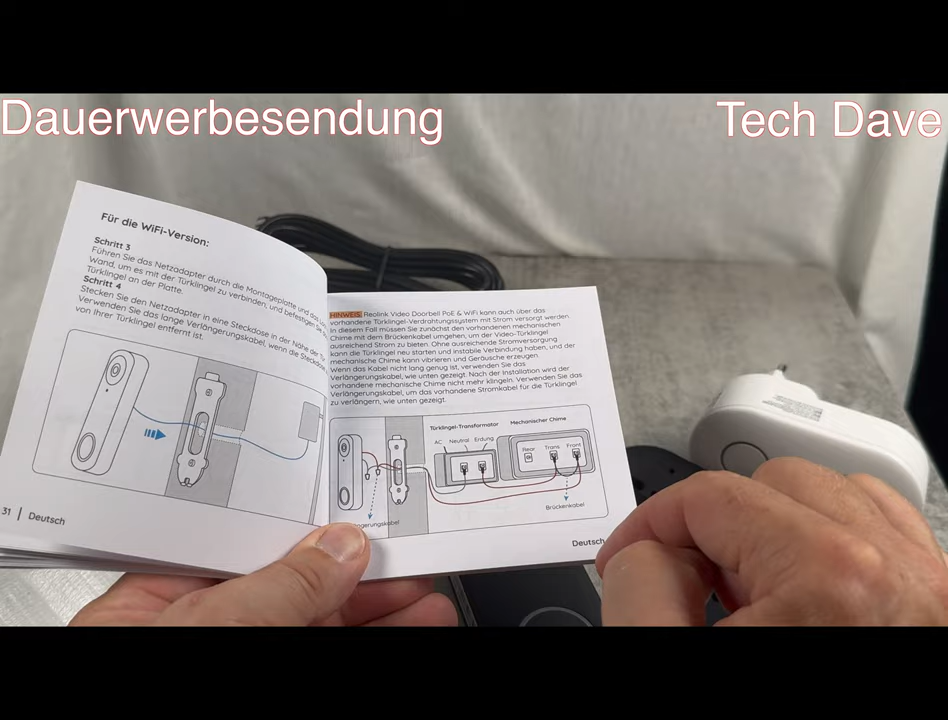 Dauerwerbesendung
Tech Dave
Für die WiFi-Version:
Schritt 3
Führen Sie das Netzadapter durch die Montageplatte und das
Wand, um es mit der Türklingel zu verbinden, und befestigen Sie
Türklingel an der Platte.
Schritt 4
Stecken Sie den Netzadapter in eine Steckdose in der Nähe der
Verwenden Sie das lange Verlängerungskabel, wenn die Steckdose
von Ihrer Türklingel entfernt ist.
31 | Deutsch
HINWEIS Reolink Video Doorbell PoE & WiFi kann auch über das
vorhandene Türklingel-Verdrahtungssystem mit Strom versorgt werden
In diesem Fall müssen Sie zunächst den vorhandenen mechanischen
Chime mit dem Brückenkabel umgehen, um der Video-Türklingel
ausreichend Strom zu bieten. Ohne ausreichende Stromversorgung
kann die Türklingel neu starten und instabile Verbindung haben, und der
mechanische Chime kann vibrieren und Geräusche erzeugen
Wenn das Kabel nicht lang genug ist, verwenden Sie das
Verlängerungskabel, wie unten gezeigt. Nach der Installation wird der
vorhandene mechanische Chime nicht mehr klingeln. Verwenden Sie das
Verlängerungskabel, um das vorhandene Stromkabel für die Türklingel
zu verlängern, wie unten gezeigt.
Türklingel-Transformator
Mechanischer Chime
AC Neutral Erdung
Rear Trans Front
Brückenkabel
Deutsch